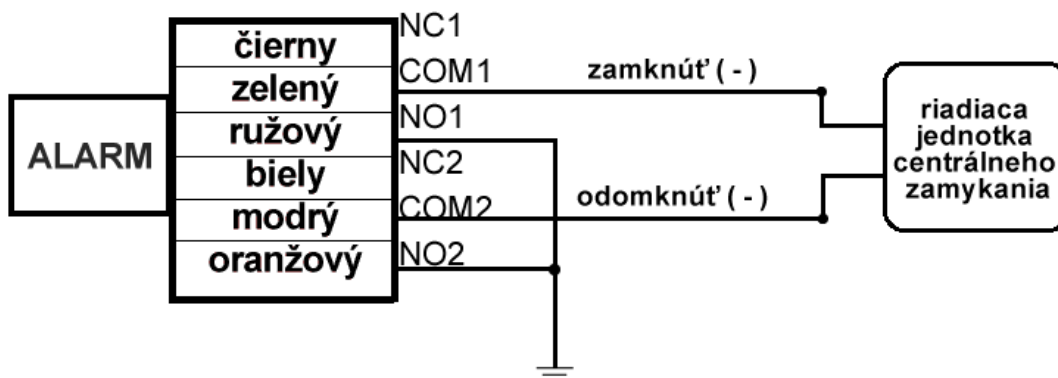 ALARM
čierny
zelený
ružový
biely
modrý
oranžový
NC1
COM1
NO1
NC2
COM2
NO2
zamknúť ( - )
odomknúť ( - )
riadiaca
jednotka
centrálneho
zamykania